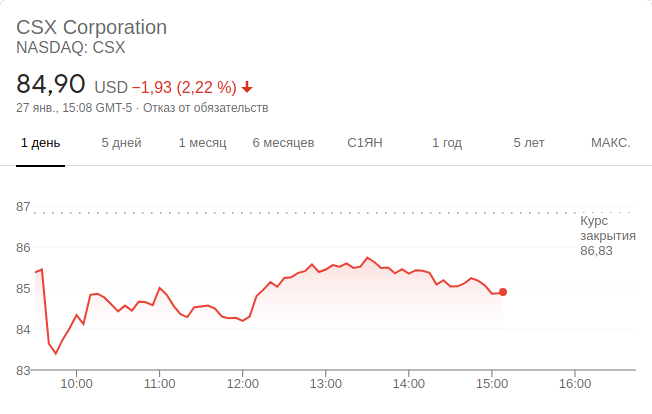 CSX Corporation
NASDAQ: CSX
84,90 USD −1,93 (2,22 %)
27 янв., 15:08 GMT-5 · Отказ от обязательств
1 день 5 дней 1 месяц 6 месяцев С1ЯН 1 год 5 лет МАКС.
87
Курс
закрытия
86,83
86
85
84
83
10:00 11:00 12:00 13:00 14:00 15:00 16:00